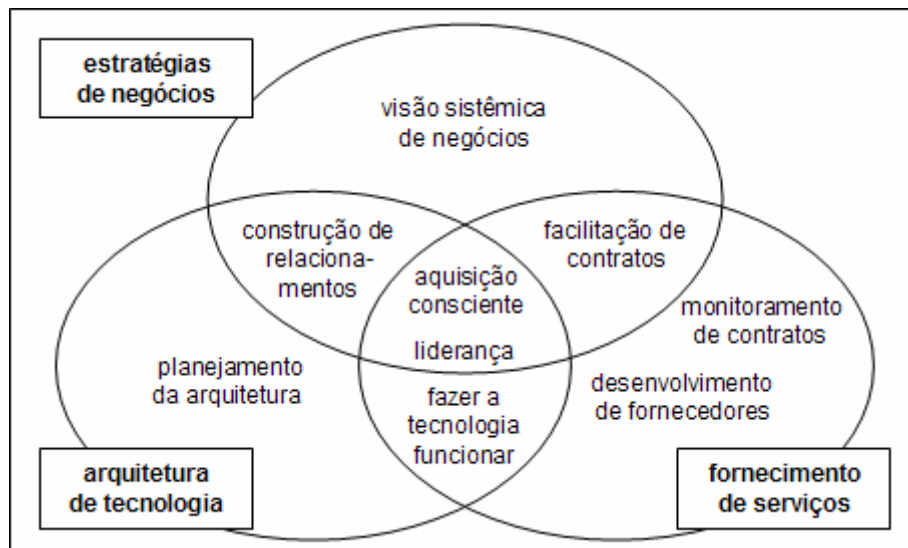 estratégias
de negócios
visão sistêmica
de negócios
construção de
relaciona-
mentos
facilitação de
contratos
aquisição
consciente
liderança
monitoramento
de contratos
planejamento
da arquitetura
desenvolvimento
de fornecedores
fazer a
tecnologia
funcionar
arquitetura
de tecnologia
fornecimento
de serviços